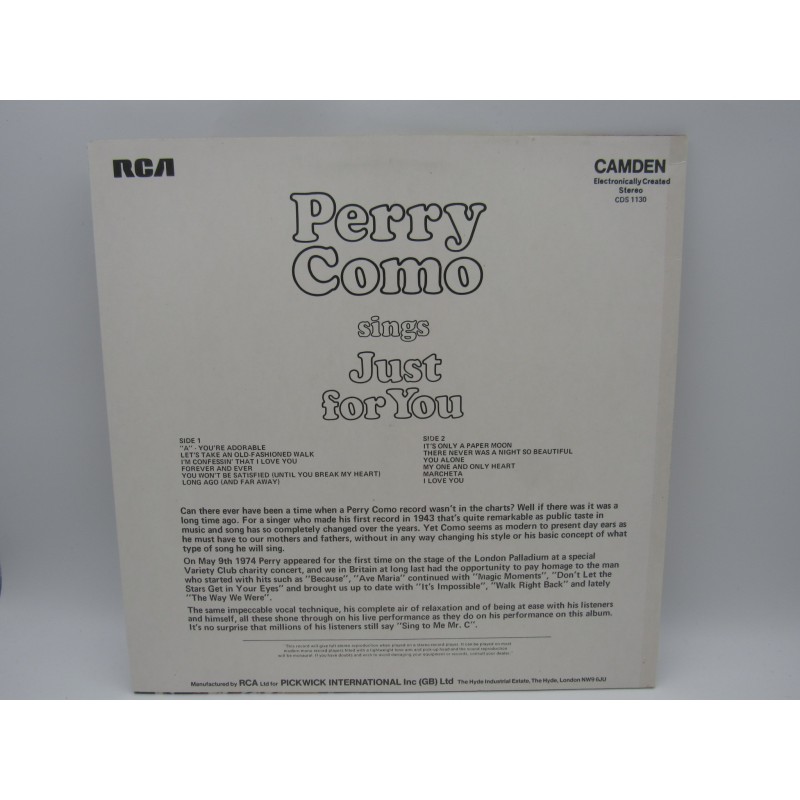 RCA
CAMDEN
Electronically Created
Stereo
CDS 1130
Perry
Como
sings
Just
for You
SIDE 1
"A" - YOU'RE ADORABLE
LET'S TAKE AN OLD-FASHIONED WALK
I'M CONFESSIN' THAT I LOVE YOU
FOREVER AND EVER
YOU WON'T BE SATISFIED (UNTIL YOU BREAK MY HEART)
LONG AGO (AND FAR AWAY)
SIDE 2
IT'S ONLY A PAPER MOON
THERE NEVER WAS A NIGHT SO BEAUTIFUL
YOU ALONE
MY ONE AND ONLY HEART
MARCHETA
I LOVE YOU
Can there ever have been a time when a Perry Como record wasn't in the charts? Well if there was it was a
long time ago. For a singer who made his first record in 1943 that's quite remarkable as public taste in
music and song has so completely changed over the years. Yet Como seems as modern to present day ears as
he must have to our mothers and fathers, without in any way changing his style or his basic concept of what
type of song he will sing.
On May 9th 1974 Perry appeared for the first time on the stage of the London Palladium at a special
Variety Club charity concert, and we in Britain at long last had the opportunity to pay homage to the man
who started with hits such as "Because", "Ave Maria" continued with "Magic Moments", "Don't Let the
Stars Get in Your Eyes" and brought us up to date with "It's Impossible", "Walk Right Back" and lately
"The Way We Were".
The same impeccable vocal technique, his complete air of relaxation and of being at ease with his listeners
and himself, all these shone through on his live performance as they do on his performance on this album.
It's no surprise that millions of his listeners still say "Sing to Me Mr. C".
Manufactured by RCA Ltd for PICKWICK INTERNATIONAL Inc (GB) Ltd The Hyde Industrial Estate, The Hyde, London NW9 6JU